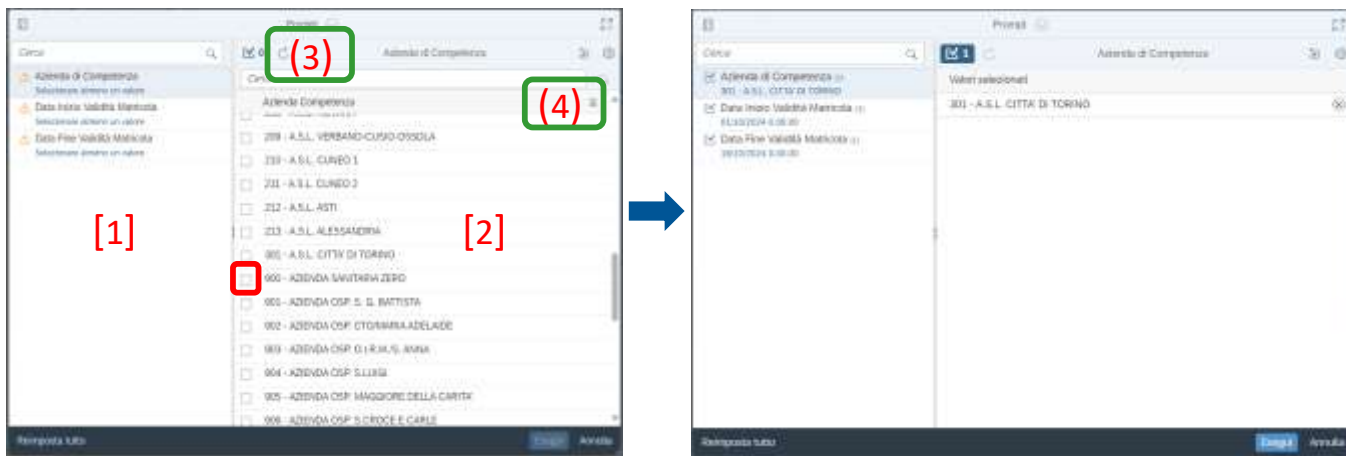 Prompt
Cerca
0
(3)
Azienda di Competenza
Azienda di Competenza
Selezionare almeno un valore
Data Inizio Validità Matricola
Selezionare almeno un valore
Data Fine Validità Matricola
Selezionare almeno un valore
[1]
Azienda Competenza
(4)
209 - A.S.L. VERBANO-CUSIO-OSSOLA
210 - A.S.L. CUNEO 1
211 - A.S.L. CUNEO 2
212 - A.S.L. ASTI
213 - A.S.L. ALESSANDRIA
[2]
301 - A.S.L. CITTA' DI TORINO
000 - AZIENDA SANITARIA ZERO
901 - AZIENDA OSP. S. G. BATTISTA
902 - AZIENDA OSP. CTO/MARIA ADELAIDE
903 - AZIENDA OSP. O.I.R.M./S. ANNA
904 - AZIENDA OSP. S.LUIGI
905 - AZIENDA OSP. MAGGIORE DELLA CARITA'
906 - AZIENDA OSP. S.CROCE E CARLE
Reimposta tutto
Esegui
Annulla
Prompt
Cerca
1
Azienda di Competenza
Azienda di Competenza (1)
301 - A.S.L. CITTA' DI TORINO
Data Inizio Validità Matricola (1)
Data Fine Validità Matricola (1)
Valori selezionati
301 - A.S.L. CITTA' DI TORINO
Reimposta tutto
Esegui
Annulla